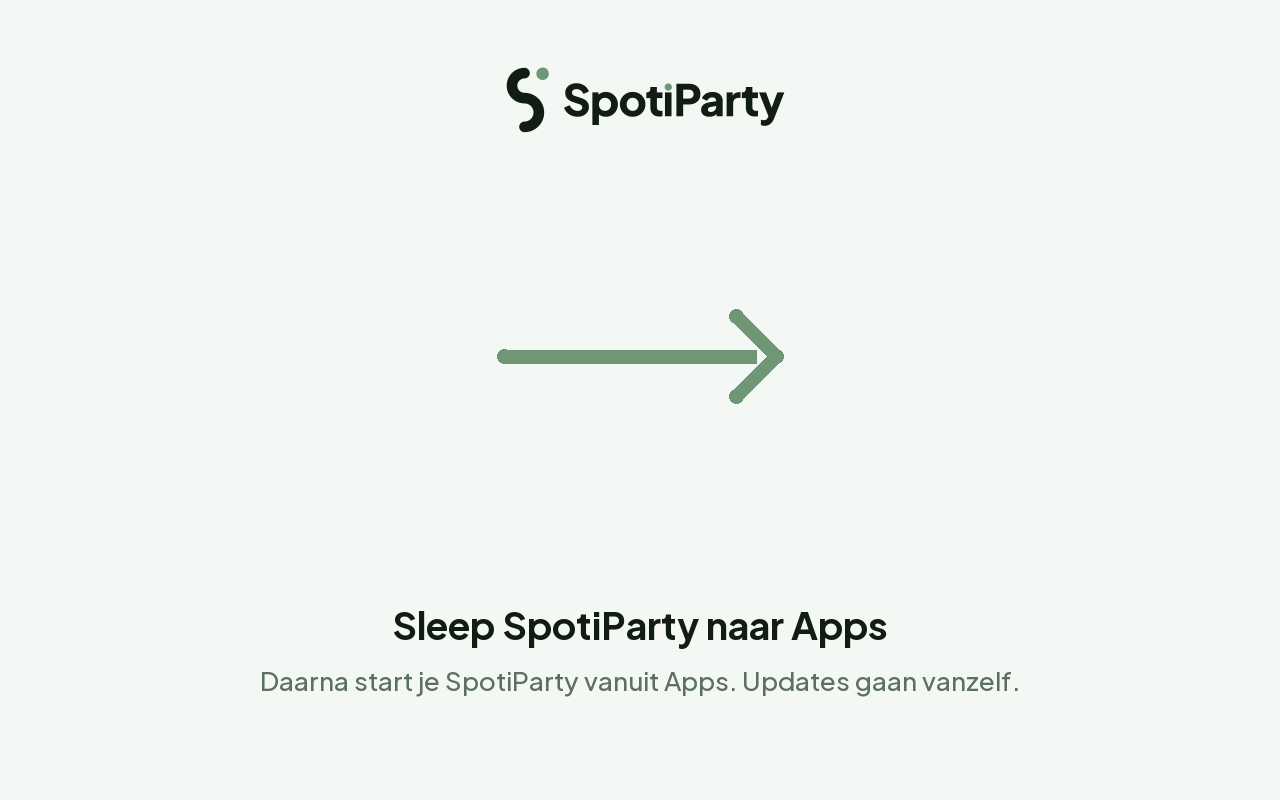 SpotiParty
Sleep SpotiParty naar Apps
Daarna start je SpotiParty vanuit Apps. Updates gaan vanzelf.